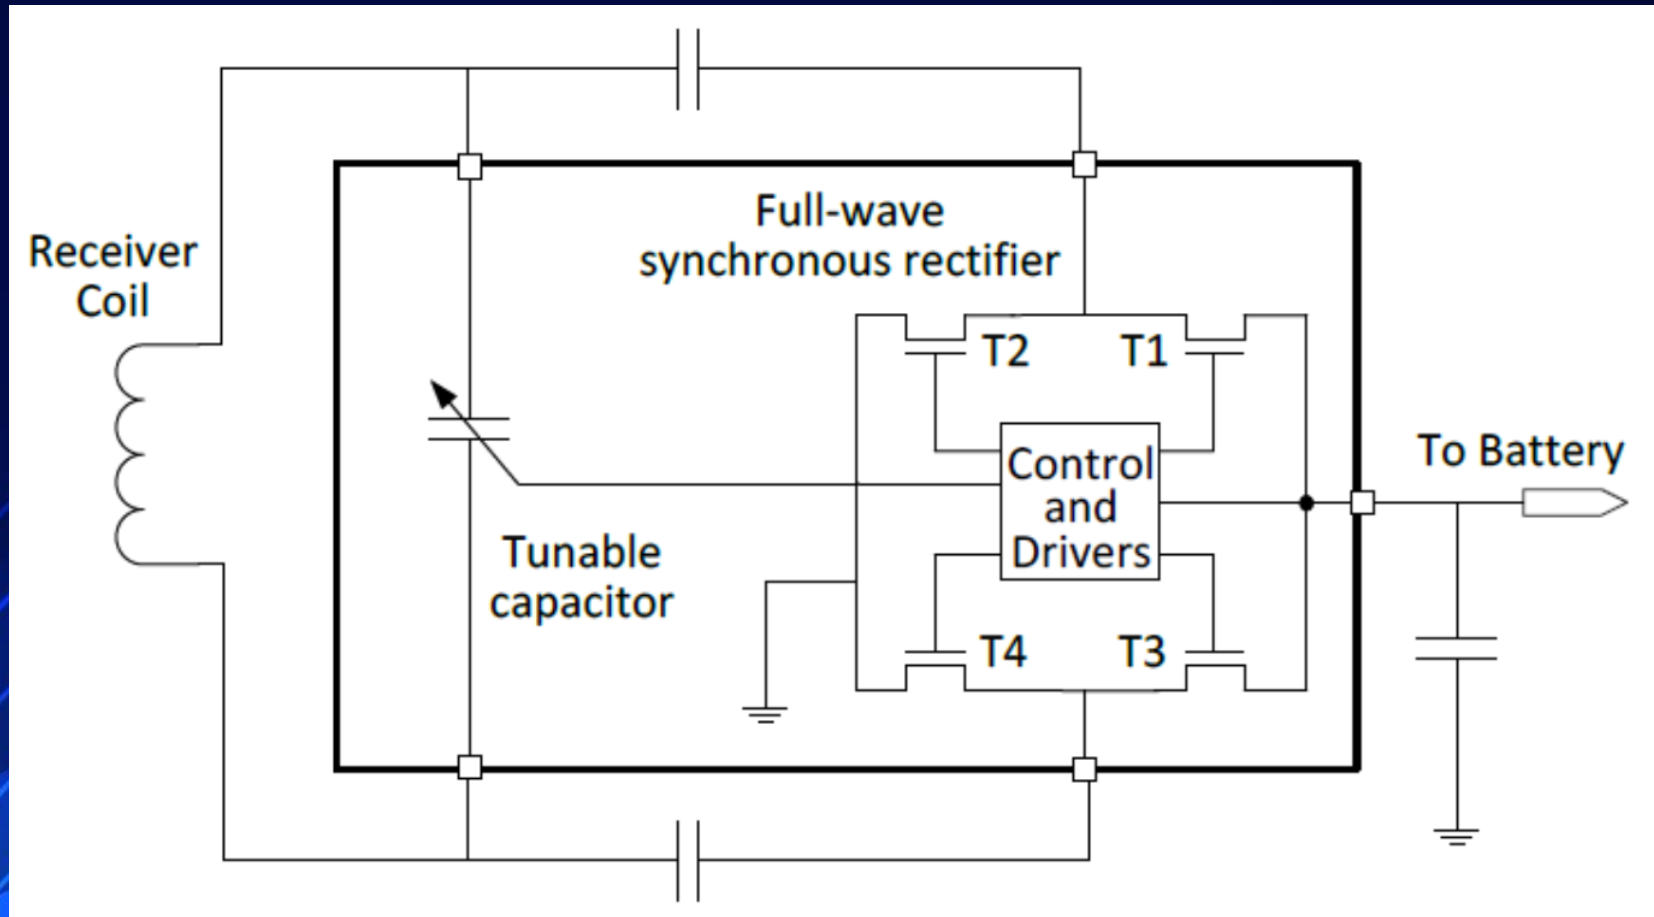 Full-wave
synchronous rectifier
Receiver
Coil
T2
T1
Control
and
Drivers
To Battery
Tunable
capacitor
T4
T3